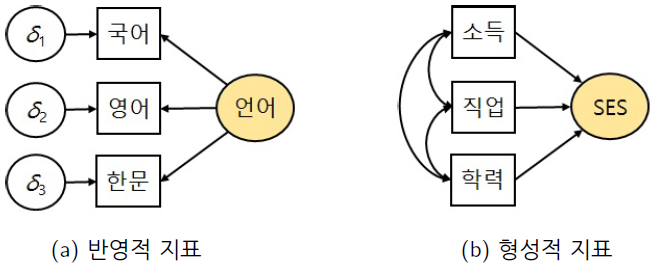 δ1 국어
δ2 영어 언어
δ3 한문
(a) 반영적 지표
소득
직업 SES
학력
(b) 형성적 지표